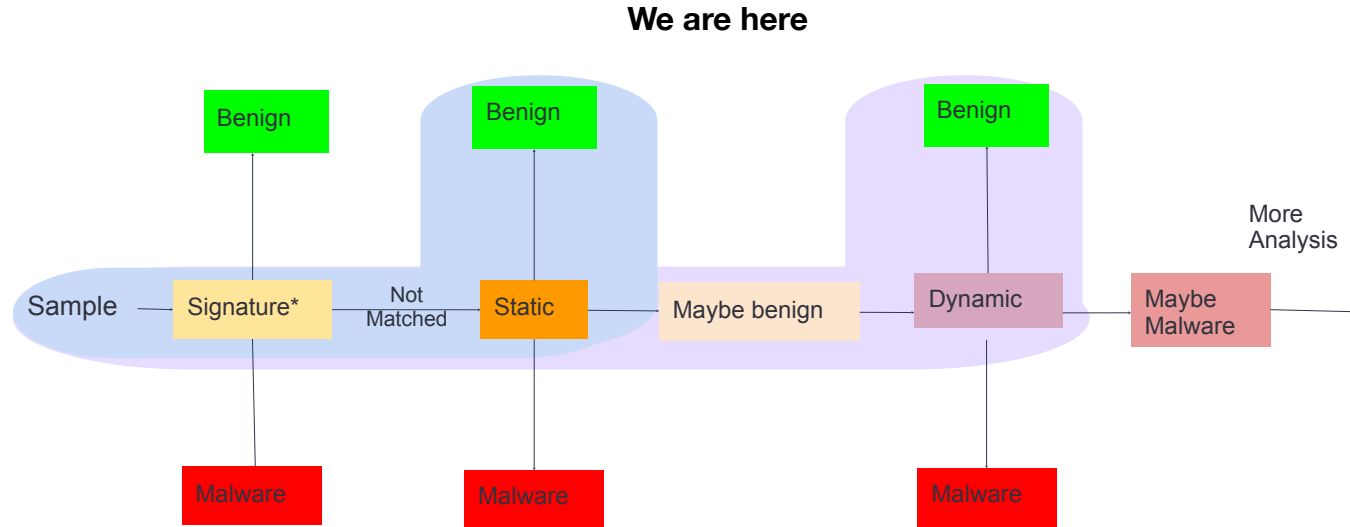 We are here
Benign
Benign
Benign
More
Analysis
Sample
Signature*
Not
Matched
Static
Maybe benign
Dynamic
Maybe
Malware
Malware
Malware
Malware